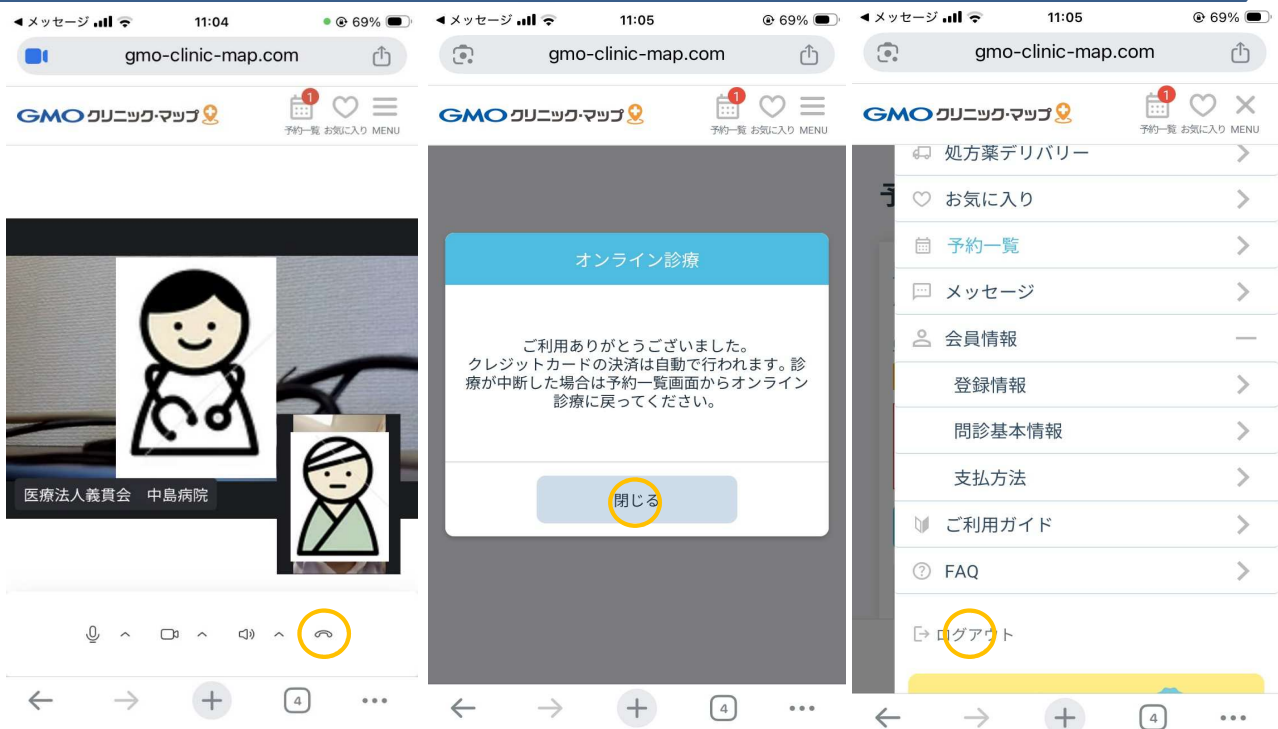 メッセージ
11:04
69%
gmo-clinic-map.com
GMOクリニック・マップ
1
予約一覧 お気に入り MENU
医療法人義貫会 中島病院
4
メッセージ
11:05
69%
gmo-clinic-map.com
GMOクリニック・マップ
1
予約一覧 お気に入り MENU
オンライン診療
ご利用ありがとうございました。
クレジットカードの決済は自動で行われます。診
療が中断した場合は予約一覧画面からオンライン
診療に戻ってください。
閉じる
4
メッセージ
11:05
69%
gmo-clinic-map.com
GMOクリニック・マップ
1
予約一覧 お気に入り MENU
処方薬デリバリー
お気に入り
予約一覧
メッセージ
会員情報
登録情報
問診基本情報
支払方法
ご利用ガイド
FAQ
ログアウト
4